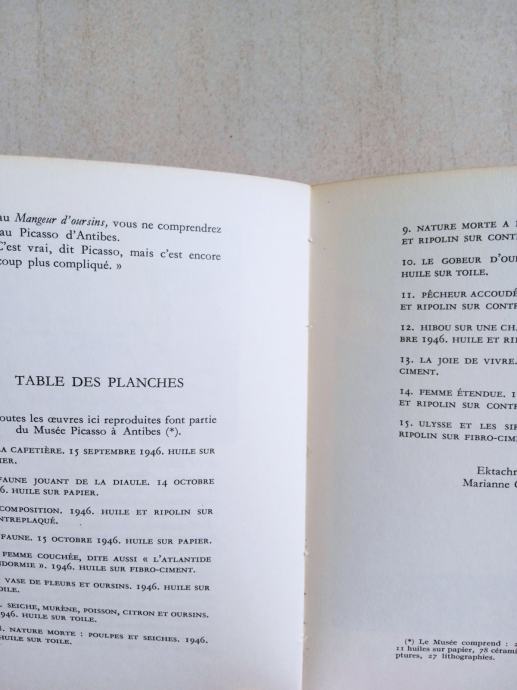 au Mangeur d'oursins, vous ne comprendrez
au Picasso d'Antibes.
C'est vrai, dit Picasso, mais c'est encore
coup plus compliqué. »
TABLE DES PLANCHES
outes les œuvres ici reproduites font partie
du Musée Picasso à Antibes (*).
A CAFETIÈRE. 15 SEPTEMBRE 1946. HUILE SUR
IER.
FAUNE JOUANT DE LA DIAULE. 14 OCTOBRE
6. HUILE SUR PAPIER.
COMPOSITION. 1946. HUILE ET RIPOLIN SUR
NTREPLAQUÉ.
FAUNE. 15 OCTOBRE 1946. HUILE SUR PAPIER.
FEMME COUCHÉE, DITE AUSSI « L'ATLANTIDE
NDORMIE ». 1946. HUILE SUR FIBRO-CIMENT.
VASE DE FLEURS ET OURSINS. 1946. HUILE SUR
OILE.
. SEICHE, MURÈNE, POISSON, CITRON ET OURSINS.
1946. HUILE SUR TOILE.
. NATURE MORTE : POULPES ET SEICHES. 1946.
HUILE SUR TOILE.
9. NATURE MORTE A
ET RIPOLIN SUR CONT
10. LE GOBEUR D'OU
HUILE SUR TOILE.
11. PÊCHEUR ACCOUDÉ
ET RIPOLIN SUR CONTR
12. HIBOU SUR UNE CHA
BRE 1946. HUILE ET RI
13. LA JOIE DE VIVRE.
CIMENT.
14. FEMME ÉTENDUE. 1
ET RIPOLIN SUR CONT
15. ULYSSE ET LES SIR
RIPOLIN SUR FIBRO-CIME
Ektachr
Marianne
(*) Le Musée comprend : 2
11 huiles sur papier, 78 cérami
ptures, 27 lithographies.